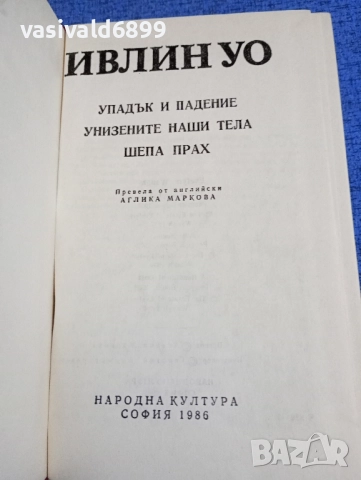 vasivald6899
ИВЛИН УО
УПАДЪК И ПАДЕНИЕ
УНИЗЕНИТЕ НАШИ ТЕЛА
ШЕПА ПРАХ
Превела от английски
АГЛИКА МАРКОВА
НАРОДНА КУЛТУРА
СОФИЯ 1986
BAZAR